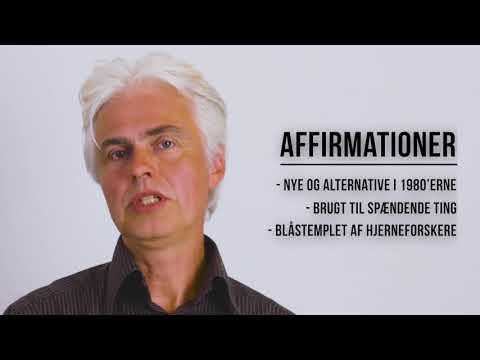 AFFIRMATIONER
- NYE OG ALTERNATIVE I 1980'ERNE
- BRUGT TIL SPÆNDENDE TING
- BLÅSTEMPLET AF HJERNEFORSKERE